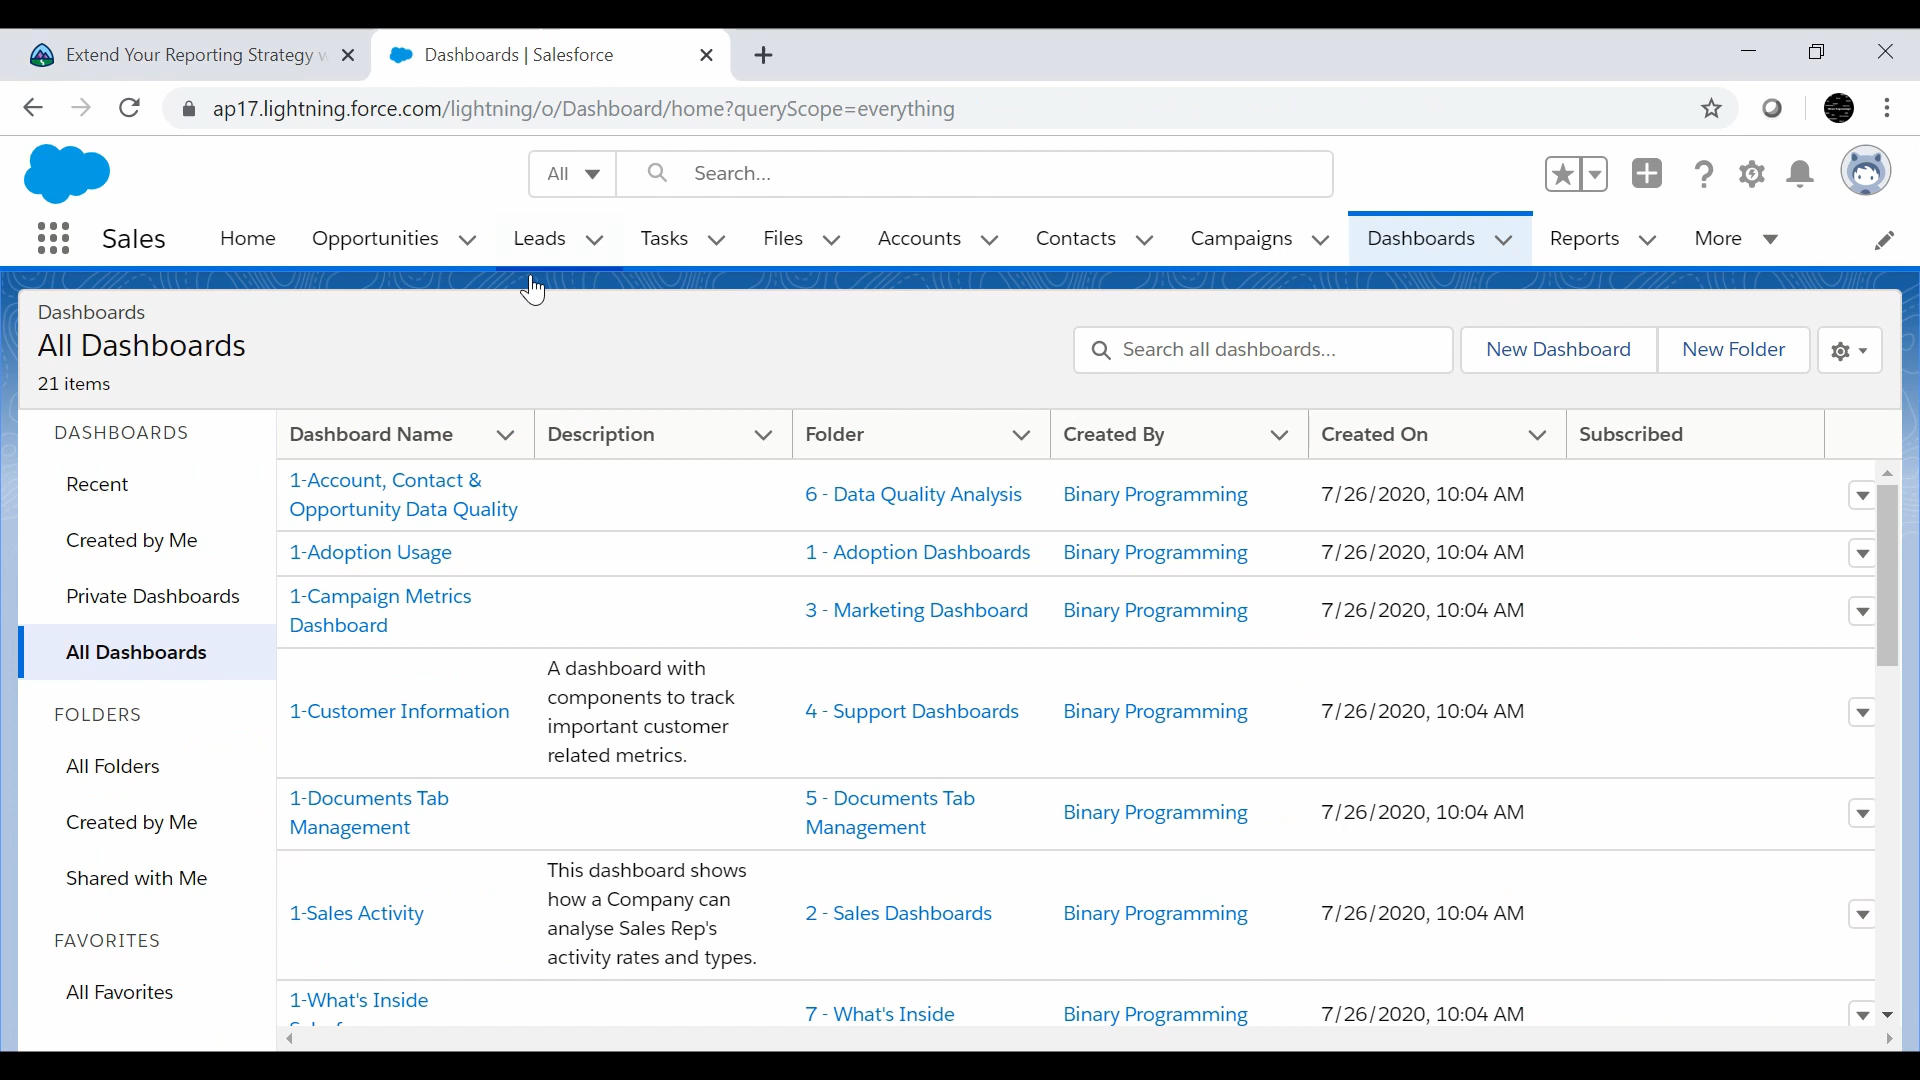 Extend Your Reporting Strategy
Dashboards | Salesforce
ap17.lightning.force.com/lightning/o/Dashboard/home?queryScope=everything
All
Search...
Sales
Home
Opportunities
Leads
Tasks
Files
Accounts
Contacts
Campaigns
Dashboards
Reports
More
Dashboards
All Dashboards
21 items
Search all dashboards...
New Dashboard
New Folder
DASHBOARDS
Recent
Created by Me
Private Dashboards
All Dashboards
FOLDERS
All Folders
Created by Me
Shared with Me
FAVORITES
All Favorites
Dashboard Name
Description
Folder
Created By
Created On
Subscribed
1-Account, Contact &
Opportunity Data Quality
6 - Data Quality Analysis
Binary Programming
7/26/2020, 10:04 AM
1-Adoption Usage
1 - Adoption Dashboards
Binary Programming
7/26/2020, 10:04 AM
1-Campaign Metrics
Dashboard
3 - Marketing Dashboard
Binary Programming
7/26/2020, 10:04 AM
1-Customer Information
A dashboard with
components to track
important customer
related metrics.
4 - Support Dashboards
Binary Programming
7/26/2020, 10:04 AM
1-Documents Tab
Management
5 - Documents Tab
Management
Binary Programming
7/26/2020, 10:04 AM
1-Sales Activity
This dashboard shows
how a Company can
analyse Sales Rep's
activity rates and types.
2 - Sales Dashboards
Binary Programming
7/26/2020, 10:04 AM
1-What's Inside
7 - What's Inside
Binary Programming
7/26/2020, 10:04 AM